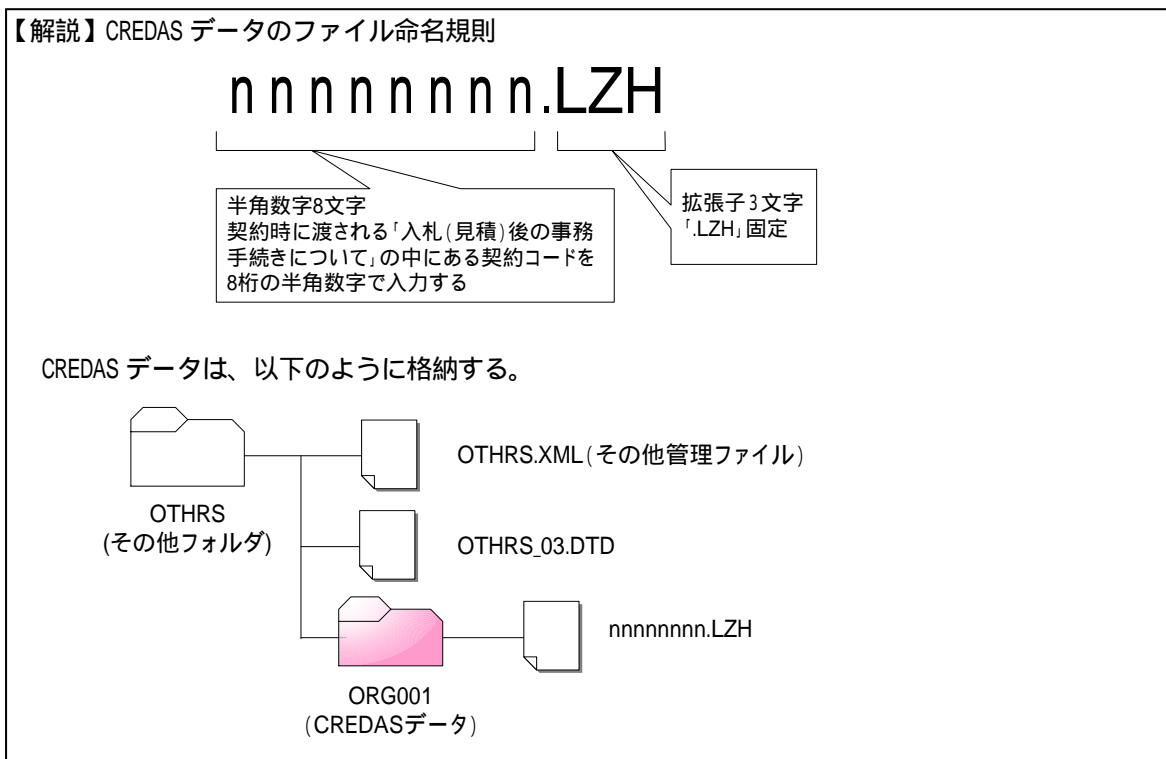 【解説】CREDAS データのファイル命名規則
nnnnnnnn.LZH
半角数字8文字
契約時に渡される「入札(見積)後の事務
手続きについて」の中にある契約コードを
8桁の半角数字で入力する
拡張子3文字
「.LZH」固定
CREDAS データは、以下のように格納する。
OTHRS.XML(その他管理ファイル)
OTHRS
(その他フォルダ)
OTHRS_03.DTD
nnnnnnnn.LZH
ORG001
(CREDASデータ)